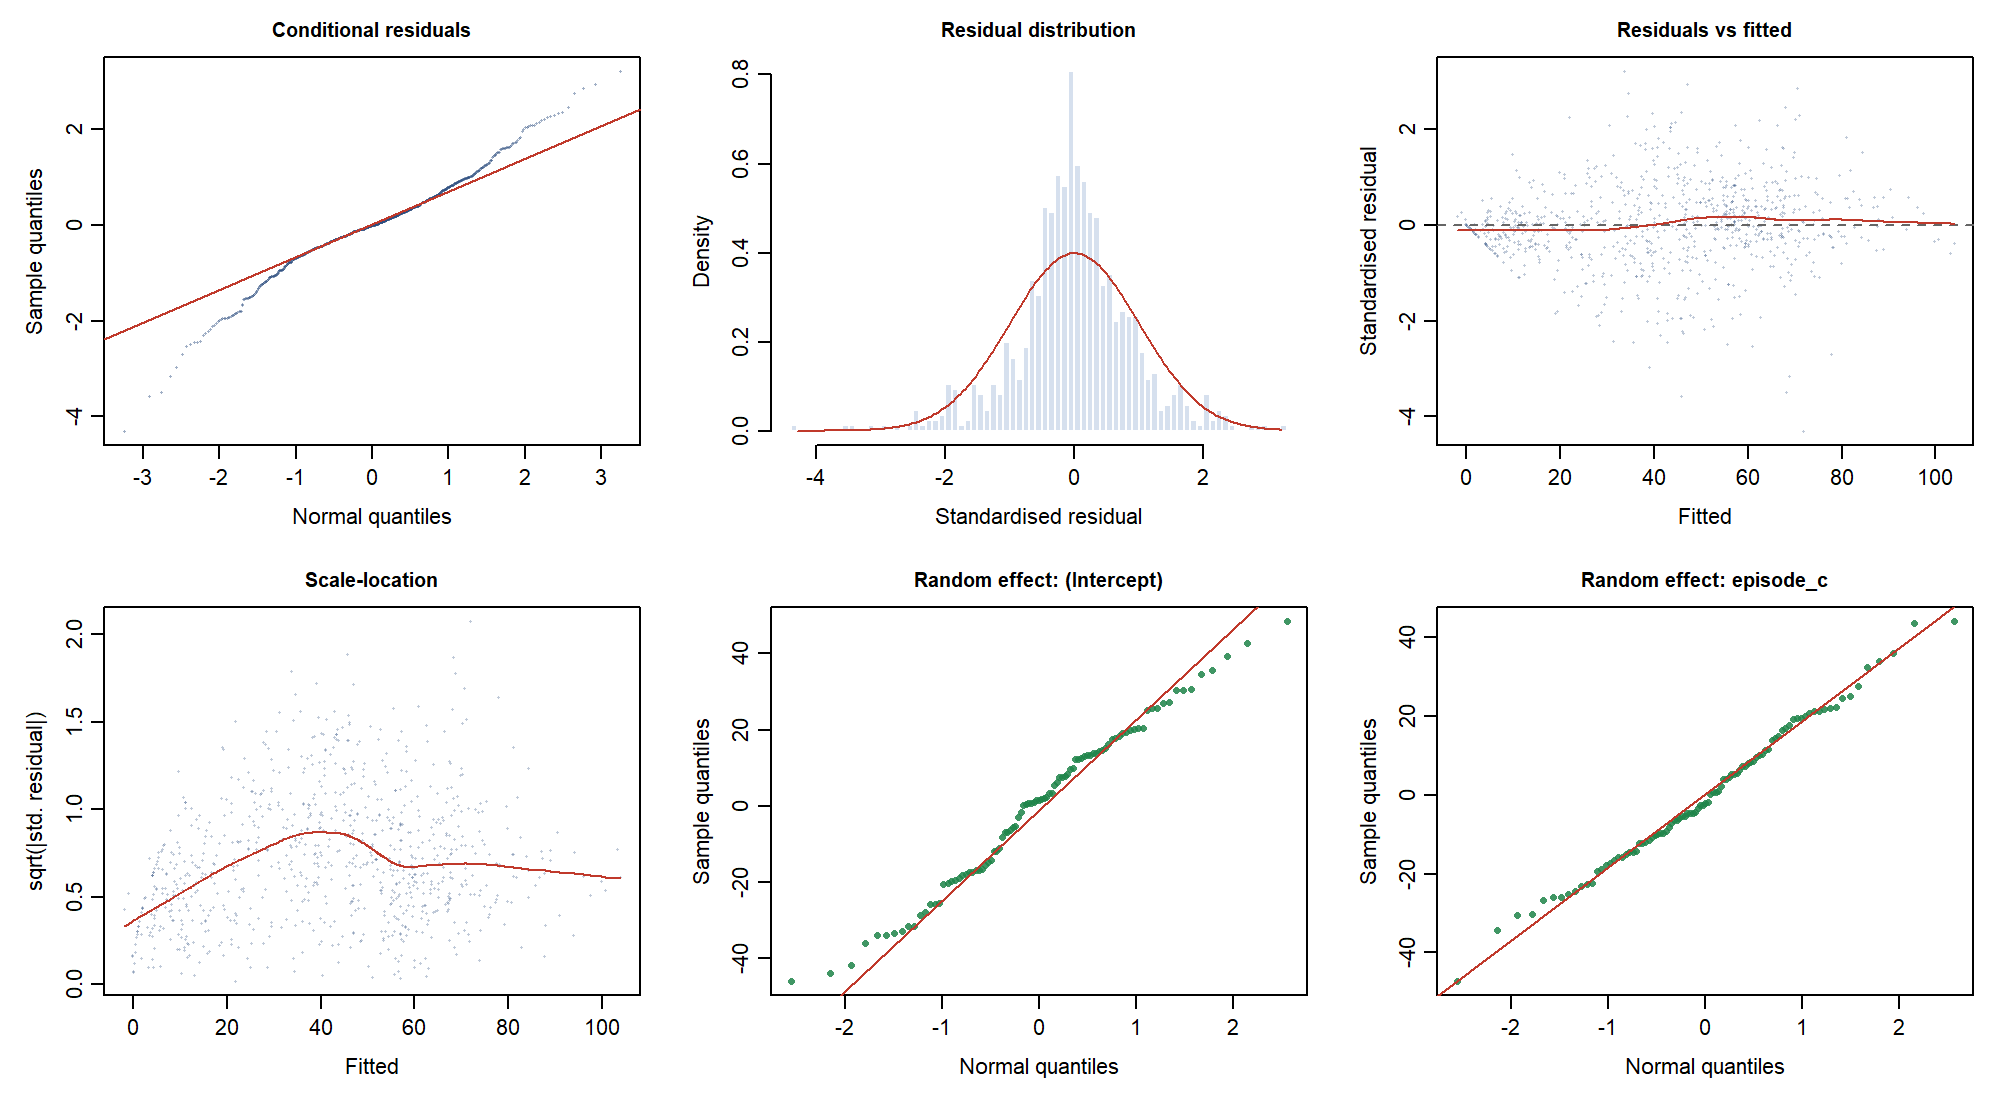 Conditional residuals
Sample quantiles
2
0
-2
-4
-3 -2 -1 0 1 2 3
Normal quantiles
Residual distribution
Density
0.8
0.6
0.4
0.2
0.0
-4 -2 0 2
Standardised residual
Residuals vs fitted
Standardised residual
2
0
-2
-4
0 20 40 60 80 100
Fitted
Scale-location
sqrt(|std. residual|)
2.0
1.5
1.0
0.5
0.0
0 20 40 60 80 100
Fitted
Random effect: (Intercept)
Sample quantiles
40
20
0
-20
-40
-2 -1 0 1 2
Normal quantiles
Random effect: episode_c
Sample quantiles
40
20
0
-20
-40
-2 -1 0 1 2
Normal quantiles